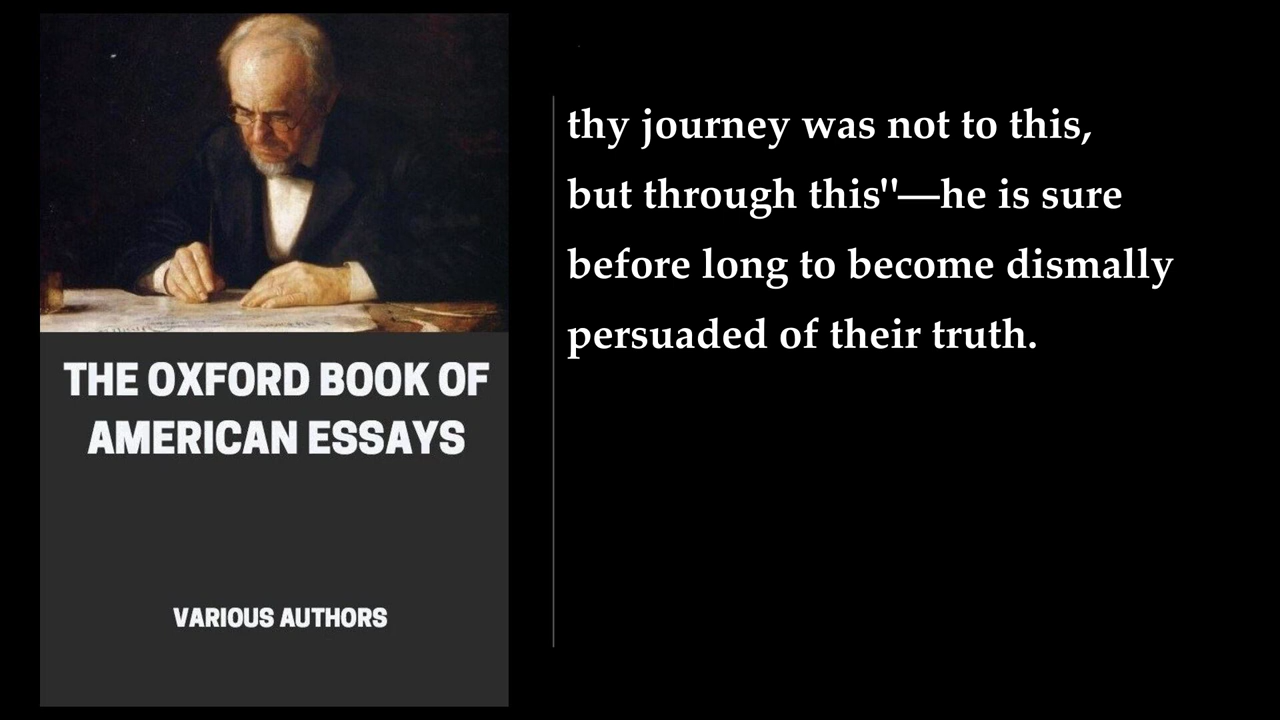 THE OXFORD BOOK OF
AMERICAN ESSAYS
VARIOUS AUTHORS
thy journey was not to this,
but through this"—he is sure
before long to become dismally
persuaded of their truth.